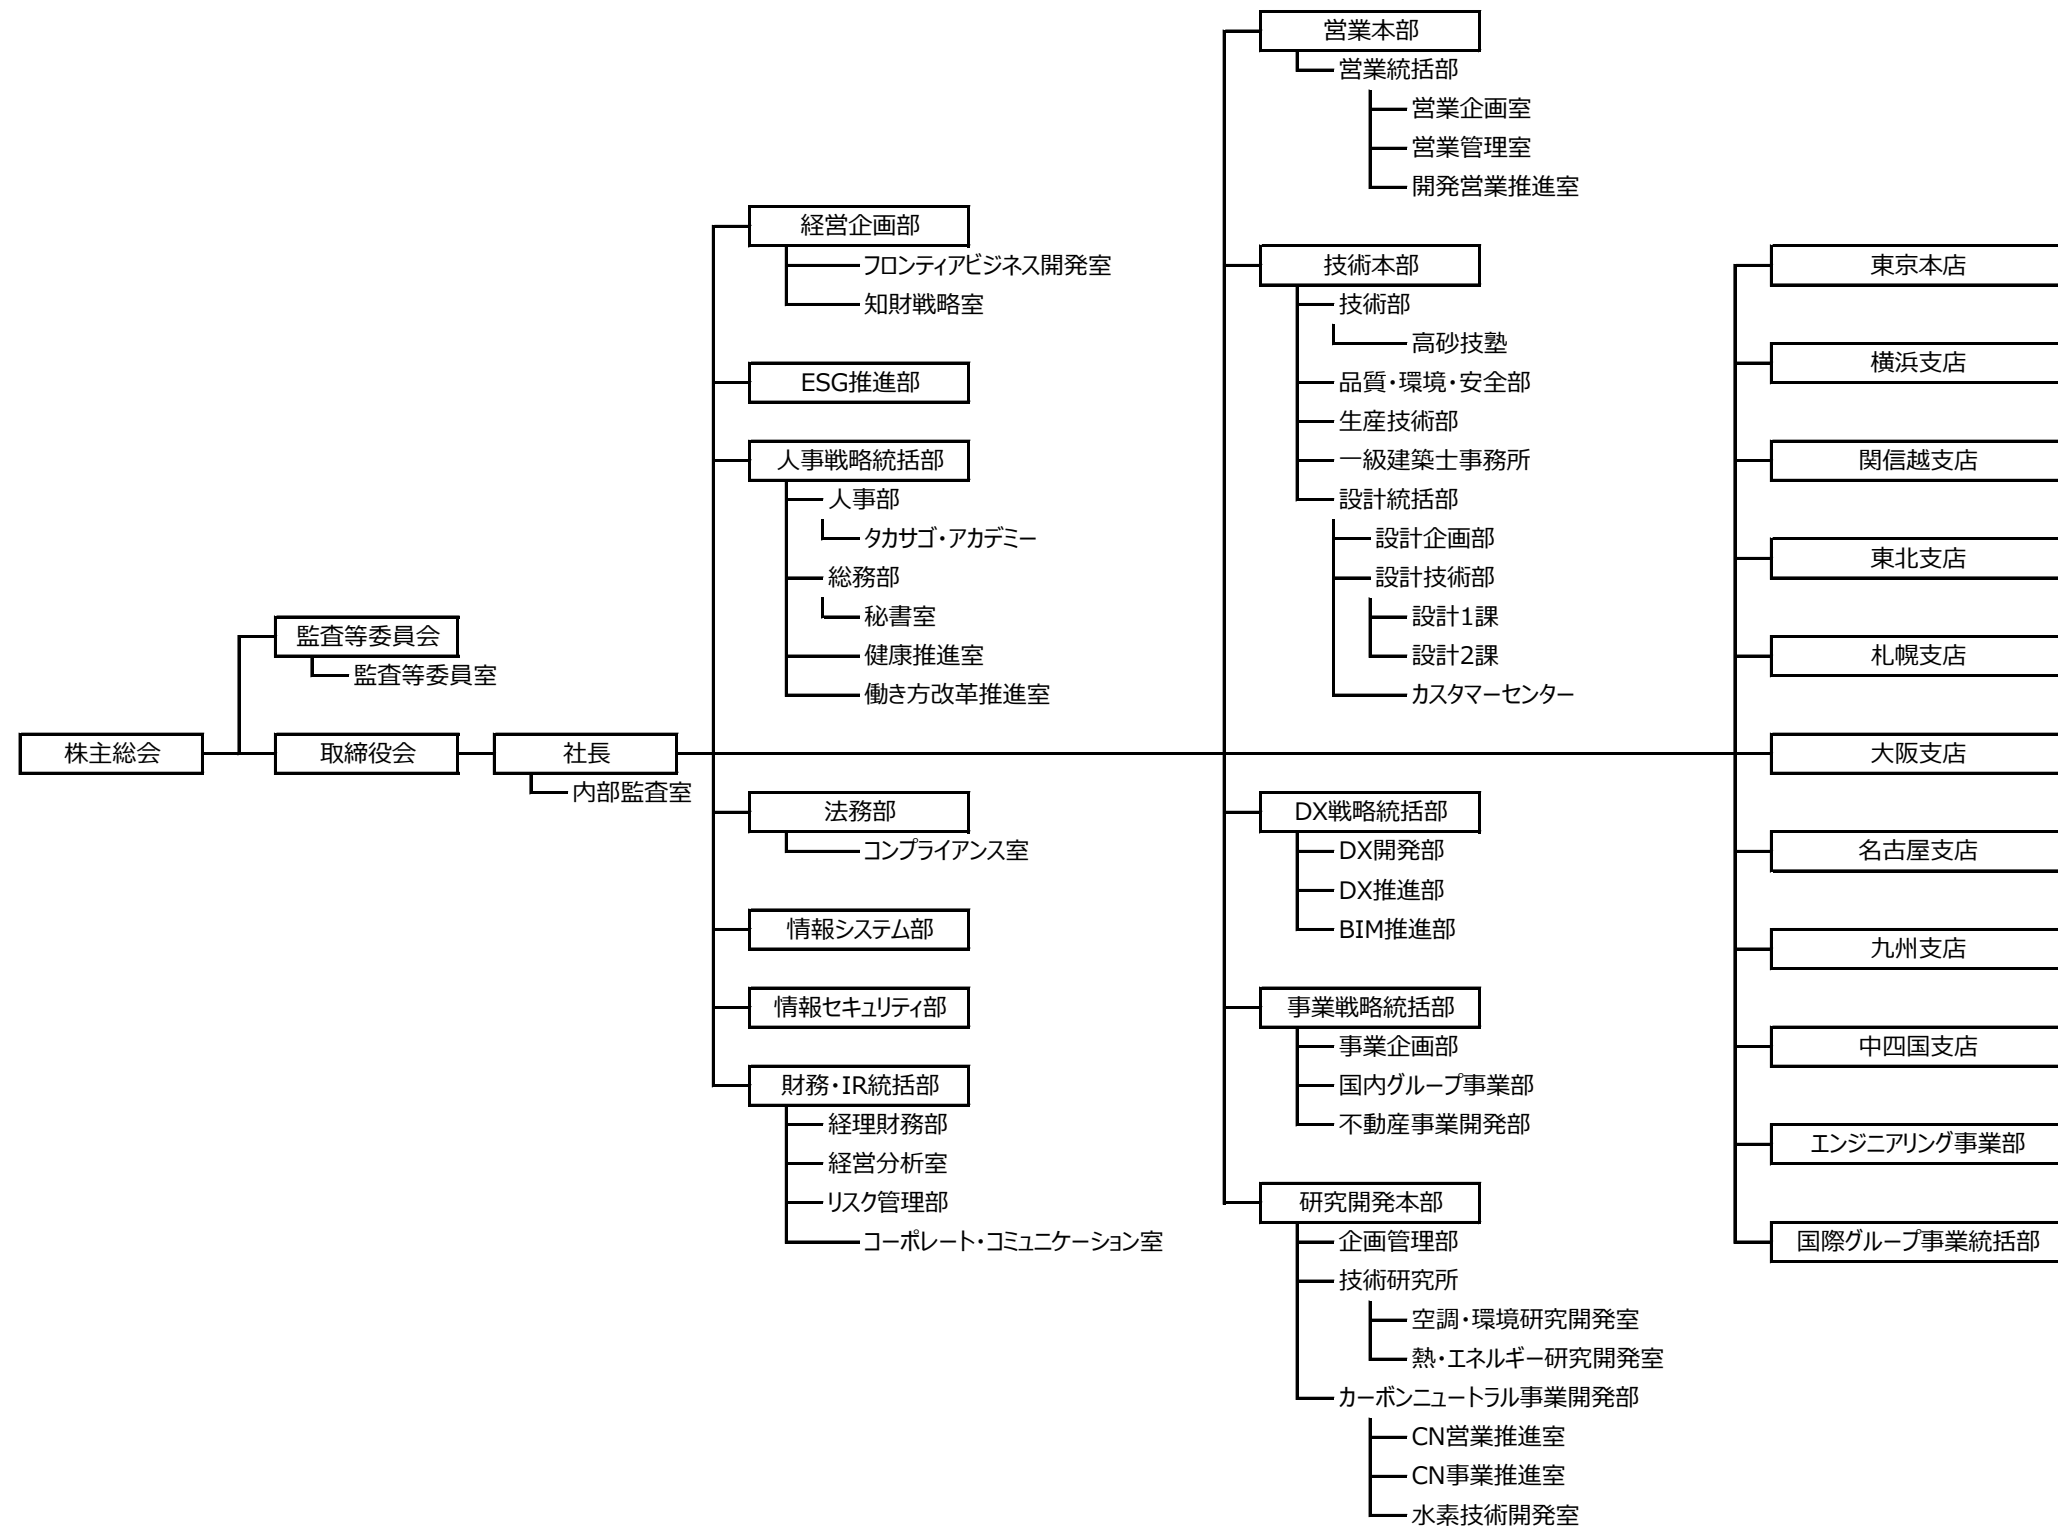 株主総会
監査等委員会
監査等委員室
取締役会
社長
内部監査室
経営企画部
フロンティアビジネス開発室
知財戦略室
ESG推進部
人事戦略統括部
人事部
タカサゴ・アカデミー
総務部
秘書室
健康推進室
働き方改革推進室
法務部
コンプライアンス室
情報システム部
情報セキュリティ部
財務・IR統括部
経理財務部
経営分析室
リスク管理部
コーポレート・コミュニケーション室
営業本部
営業統括部
営業企画室
営業管理室
開発営業推進室
技術本部
技術部
高砂技塾
品質・環境・安全部
生産技術部
一級建築士事務所
設計統括部
設計企画部
設計技術部
設計1課
設計2課
カスタマーセンター
DX戦略統括部
DX開発部
DX推進部
BIM推進部
事業戦略統括部
事業企画部
国内グループ事業部
不動産事業開発部
研究開発本部
企画管理部
技術研究所
空調・環境研究開発室
熱・エネルギー研究開発室
カーボンニュートラル事業開発部
CN営業推進室
CN事業推進室
水素技術開発室
東京本店
横浜支店
関信越支店
東北支店
札幌支店
大阪支店
名古屋支店
九州支店
中四国支店
エンジニアリング事業部
国際グループ事業統括部